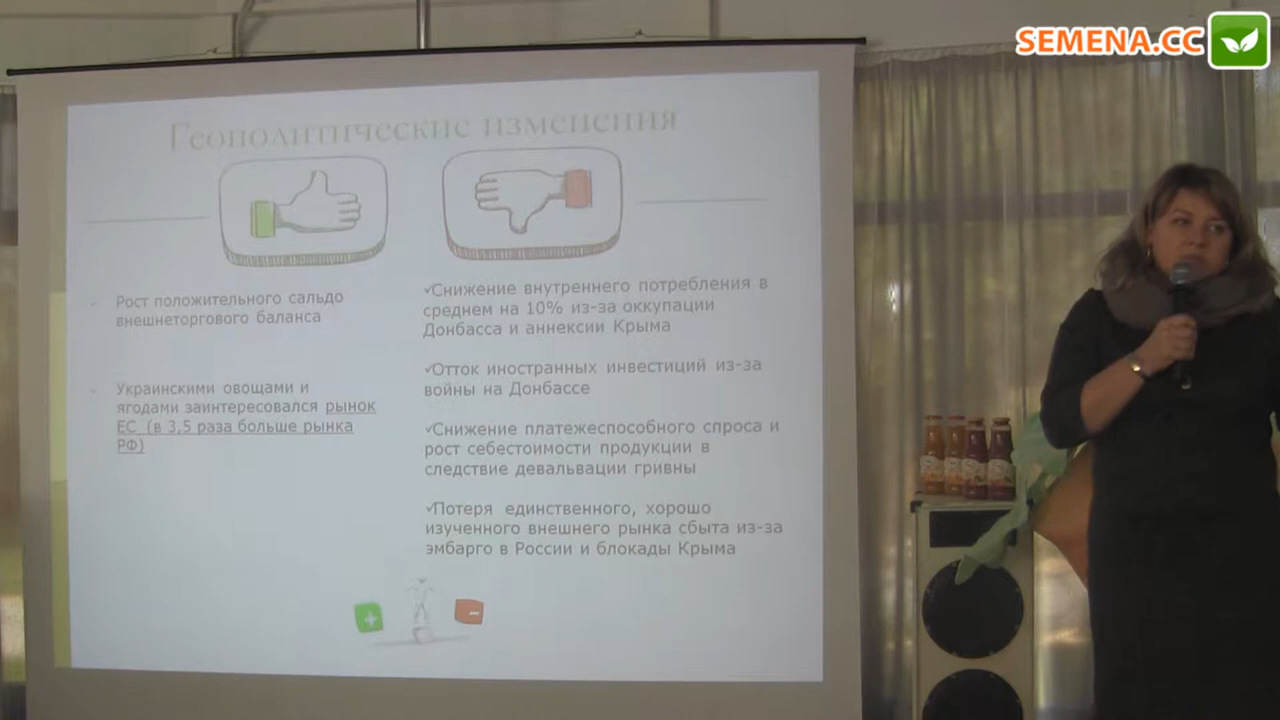 SEMENA.CC
Геополитические изменения
Рост положительного сальдо
внешнеторгового баланса
Украинскими овощами и
ягодами заинтересовался рынок
ЕС (в 3,5 раза больше рынка
РФ)
Снижение внутреннего потребления в
среднем на 10% из-за оккупации
Донбасса и аннексии Крыма
Отток иностранных инвестиций из-за
войны на Донбассе
Снижение платежеспособного спроса и
рост себестоимости продукции в
следствие девальвации гривны
Потеря единственного, хорошо
изученного внешнего рынка сбыта из-за
эмбарго в России и блокады Крыма